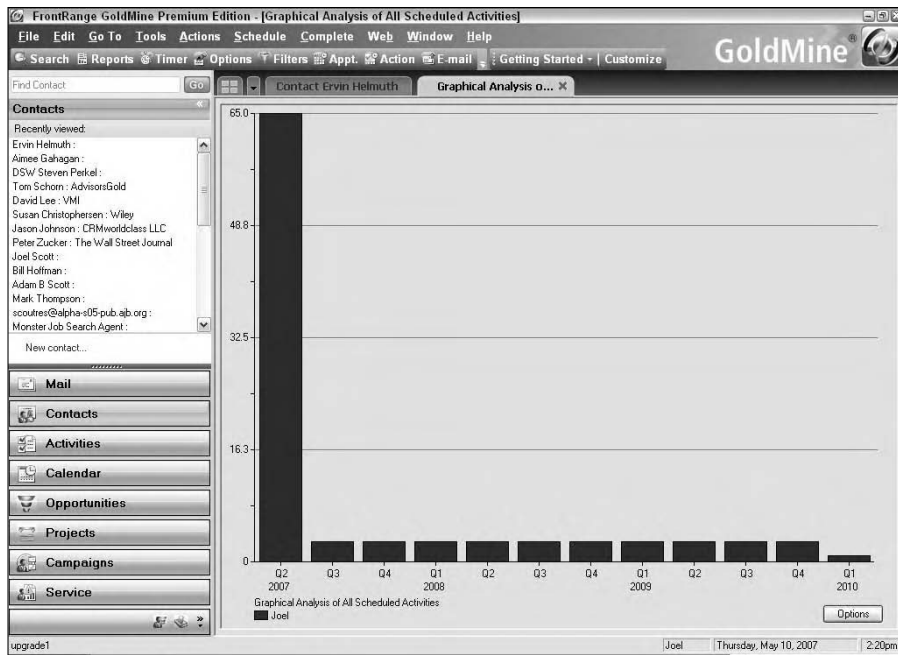 FrontRange GoldMine Premium Edition - [Graphical Analysis of All Scheduled Activities]
File Edit Go To Tools Actions Schedule Complete Web Window Help
Search Reports Timer Options Filters Appt. Action E-mail Getting Started Customize
GoldMine®
Find Contact Go
Contact Ervin Helmuth Graphical Analysis o...
Contacts
Recently viewed:
Ervin Helmuth :
Aimee Gahagan :
DSW Steven Perkel :
Tom Schorn : AdvisorsGold
David Lee : VMI
Susan Christophersen : Wiley
Jason Johnson : CRMworldclass LLC
Peter Zucker : The Wall Street Journal
Joel Scott :
Bill Hoffman :
Adam B Scott :
Mark Thompson :
scoutres@alpha-s05-pub.ajb.org :
Monster Job Search Agent :
New contact...
Mail
Contacts
Activities
Calendar
Opportunities
Projects
Campaigns
Service
65.0
48.8
32.5
16.3
0
Q2 Q3 Q4 Q1 Q2 Q3 Q4 Q1 Q2 Q3 Q4 Q1
2007 2008 2009 2010
Graphical Analysis of All Scheduled Activities
Joel
Options
upgrade1 Joel Thursday, May 10, 2007 2:20pm